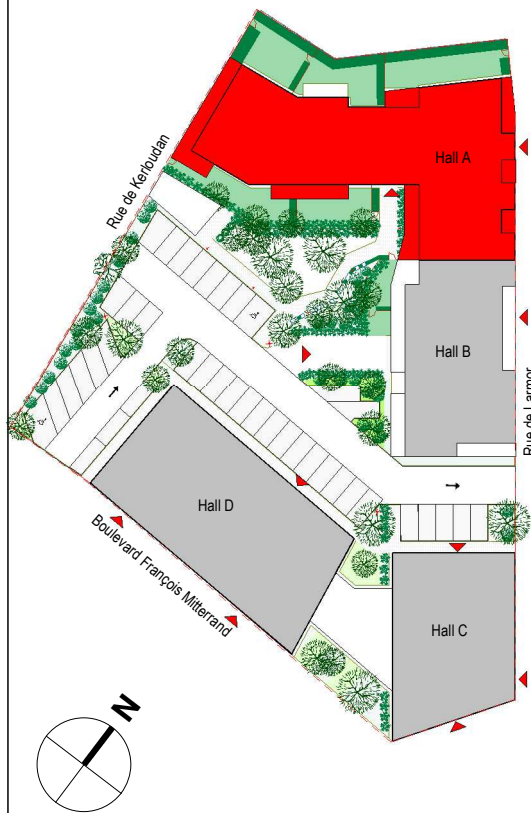 Rue de Kerloudan
Hall A
Hall B
Rue de Larmor
Hall D
Boulevard François Mitterrand
Hall C
N